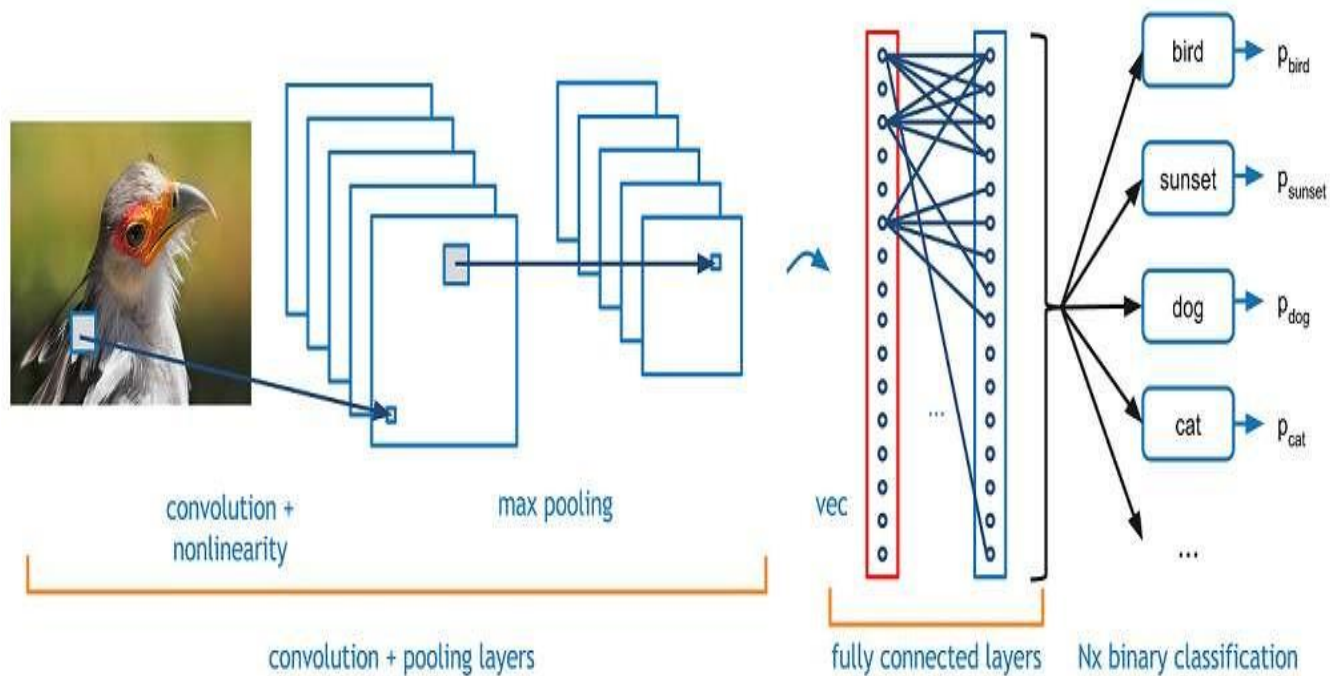 bird
p_bird
sunset
p_sunset
dog
p_dog
cat
p_cat
...
...
convolution +
nonlinearity
max pooling
vec
convolution + pooling layers
fully connected layers
Nx binary classification